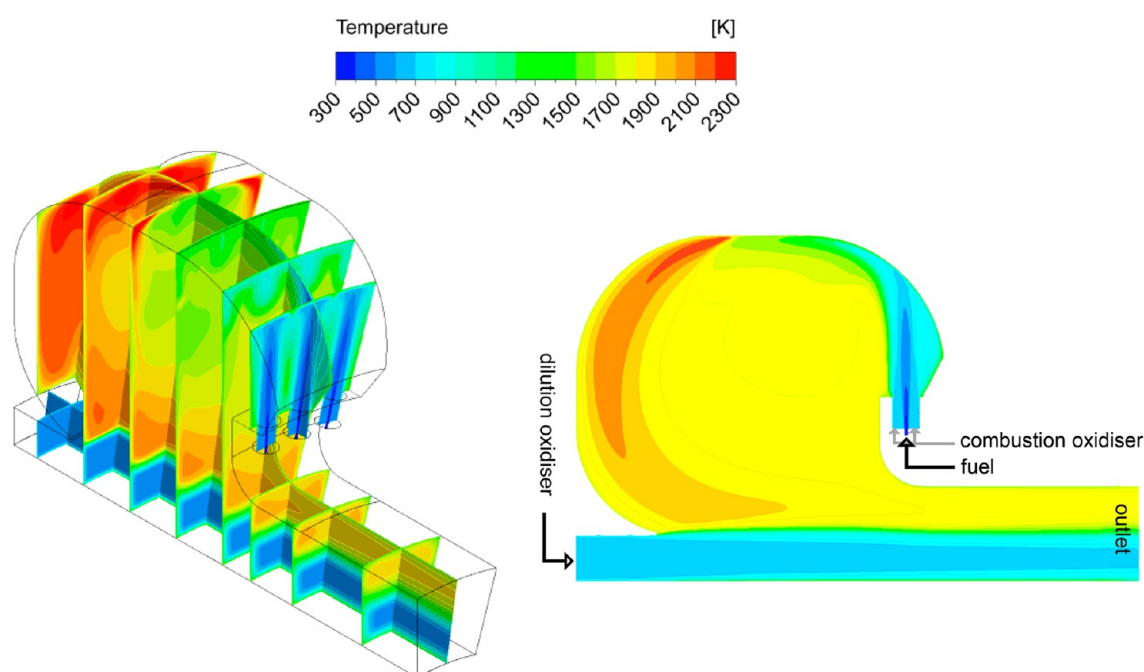 Temperature [K]
300 500 700 900 1100 1300 1500 1700 1900 2100 2300
dilution oxidiser
combustion oxidiser
fuel
outlet